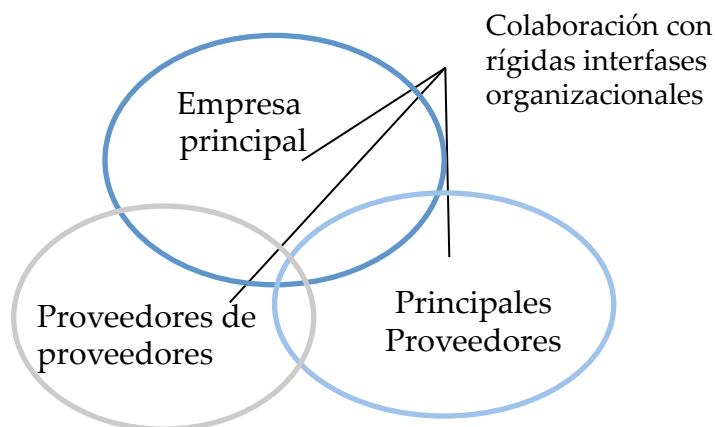 Colaboración con
rígidas interfases
organizacionales
Empresa
principal
Proveedores de
proveedores
Principales
Proveedores